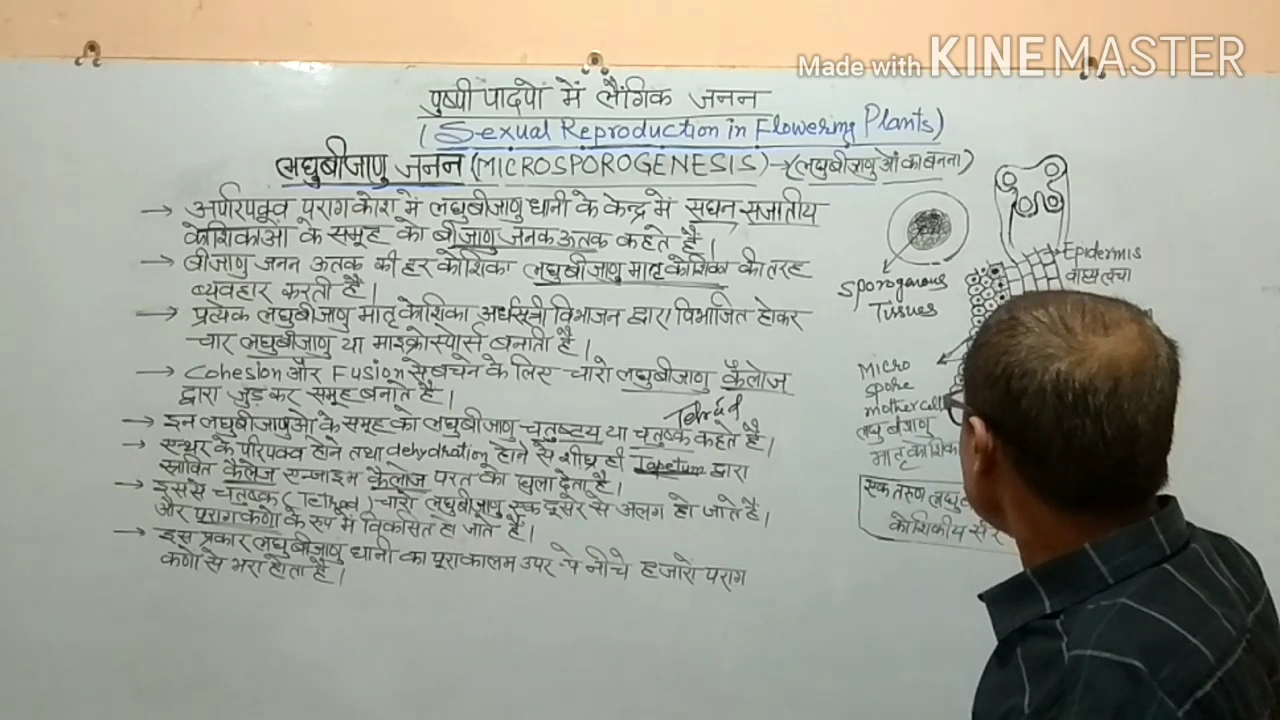 Made with KINEMASTER
पुष्पी पादपों में लैंगिक जनन
(Sexual Reproduction in Flowering Plants)
लघुबीजाणु जनन (MICROSPOROGENESIS) → (लघुबीजाणुओं का बनना)
→ अपरिपक्व परागकोश में लघुबीजाणुधानी के केन्द्र में सघन, सजातीय
कोशिकाओं के समूह को बीजाणुजनक ऊतक कहते हैं।
→ बीजाणु जनन ऊतक की हर कोशिका लघुबीजाणु मातृकोशिका की तरह
व्यवहार करती है।
→ प्रत्येक लघुबीजाणु मातृकोशिका अर्धसूत्री विभाजन द्वारा विभाजित होकर
चार लघुबीजाणु या माइक्रोस्पोर्स बनाती है।
→ Cohesion और Fusion से बचने के लिए चारो लघुबीजाणु कैलोज
द्वारा जुड़कर समूह बनाते है।
→ इन लघुबीजाणुओ के समूह को लघुबीजाणु चतुष्टय या चतुष्क कहते है।
→ एन्थर के परिपक्व होने तथा dehydration होने से शीघ्र ही Tapetum द्वारा
स्रावित कैलेज एन्जाइम कैलोज परत को घुला देता है।
→ इससे चतुष्क चारो लघुबीजाणु एक दूसरे से अलग हो जाते है।
और परागकणो के रूप में विकसित हो जाते है।
→ इस प्रकार लघुबीजाणुधानी का पूरा कालम उपर से नीचे हजारो पराग
कणो से भरा होता है।
Sporogenous
Tissues
Epidermis
Micro
spore
mother cell
लघु बीजाणु
मातृ कोशिका
एक तरुण
कोशिकीय